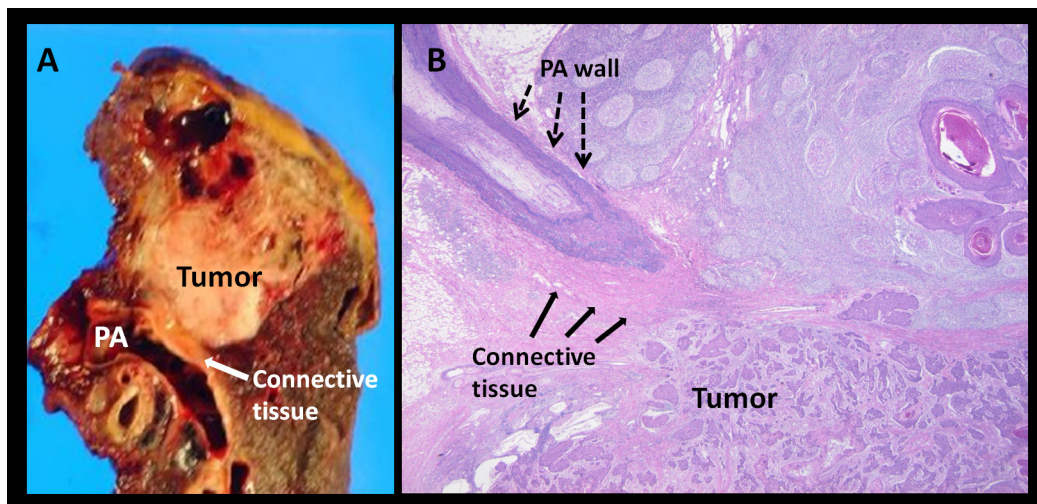 A
Tumor
PA
Connective
tissue
B
PA wall
Connective
tissue
Tumor